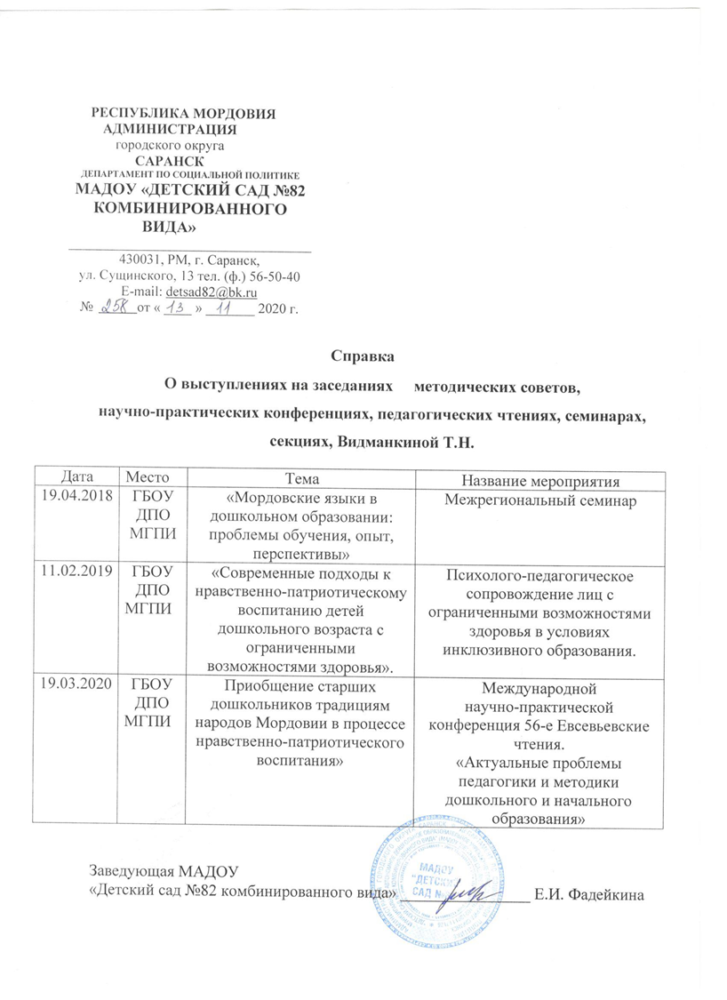 РЕСПУБЛИКА МОРДОВИЯ
АДМИНИСТРАЦИЯ
городского округа
САРАНСК
ДЕПАРТАМЕНТ ПО СОЦИАЛЬНОЙ ПОЛИТИКЕ
МАДОУ «ДЕТСКИЙ САД №82
КОМБИНИРОВАННОГО
ВИДА»
430031, РМ, г. Саранск,
ул. Сущинского, 13 тел. (ф.) 56-50-40
E-mail: detsad82@bk.ru
№ 258 от « 13 » 11 2020 г.
Справка
О выступлениях на заседаниях методических советов,
научно-практических конференциях, педагогических чтениях, семинарах,
секциях, Видманкиной Т.Н.
Дата Место Тема Название мероприятия
19.04.2018 ГБОУ «Мордовские языки в Межрегиональный семинар
ДПО дошкольном образовании:
МГПИ проблемы обучения, опыт,
перспективы»
11.02.2019 ГБОУ «Современные подходы к Психолого-педагогическое
ДПО нравственно-патриотическому сопровождение лиц с
МГПИ воспитанию детей ограниченными возможностями
дошкольного возраста с здоровья в условиях
ограниченными инклюзивного образования.
возможностями здоровья».
19.03.2020 ГБОУ Приобщение старших Международной
ДПО дошкольников традициям научно-практической
МГПИ народов Мордовии в процессе конференция 56-е Евсевьевские
нравственно-патриотического чтения.
воспитания» «Актуальные проблемы
педагогики и методики
дошкольного и начального
образования»
МАДОУ
"ДЕТСКИЙ
САД №
Заведующая МАДОУ
«Детский сад №82 комбинированного вида» Е.И. Фадейкина